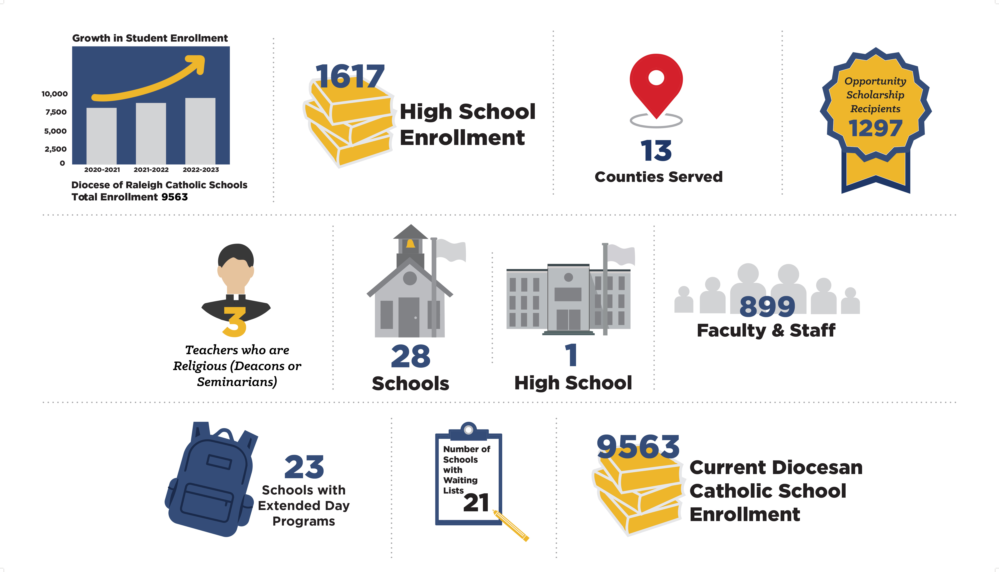 Growth in Student Enrollment
10,000
7,500
5,000
2,500
0
2020-2021 2021-2022 2022-2023
Diocese of Raleigh Catholic Schools
Total Enrollment 9563
1617
High School
Enrollment
13
Counties Served
Opportunity
Scholarship
Recipients
1297
3
Teachers who are
Religious (Deacons or
Seminarians)
28
Schools
1
High School
899
Faculty & Staff
23
Schools with
Extended Day
Programs
Number of
Schools
with
Waiting
Lists
21
9563
Current Diocesan
Catholic School
Enrollment